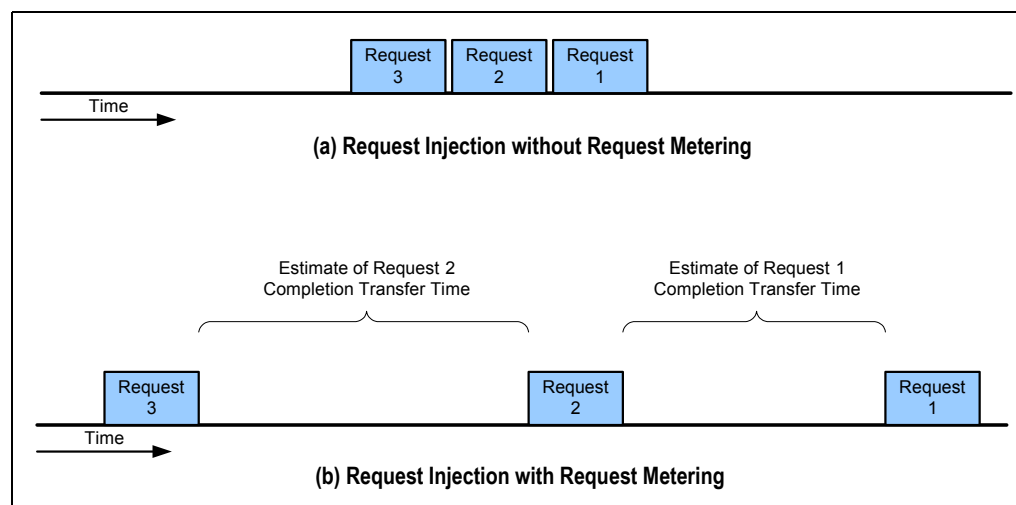 Request
3
Request
2
Request
1
Time
(a) Request Injection without Request Metering
Estimate of Request 2
Completion Transfer Time
Estimate of Request 1
Completion Transfer Time
Request
3
Request
2
Request
1
Time
(b) Request Injection with Request Metering